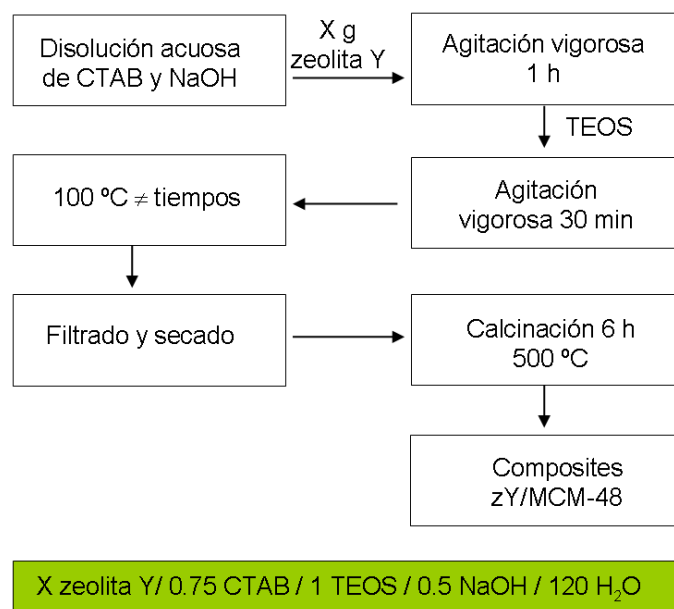 Disolución acuosa
de CTAB y NaOH
X g
zeolita Y
Agitación vigorosa
1 h
TEOS
Agitación
vigorosa 30 min
100 ºC ≠ tiempos
Filtrado y secado
Calcinación 6 h
500 ºC
Composites
zY/MCM-48
X zeolita Y/ 0.75 CTAB / 1 TEOS / 0.5 NaOH / 120 H₂O